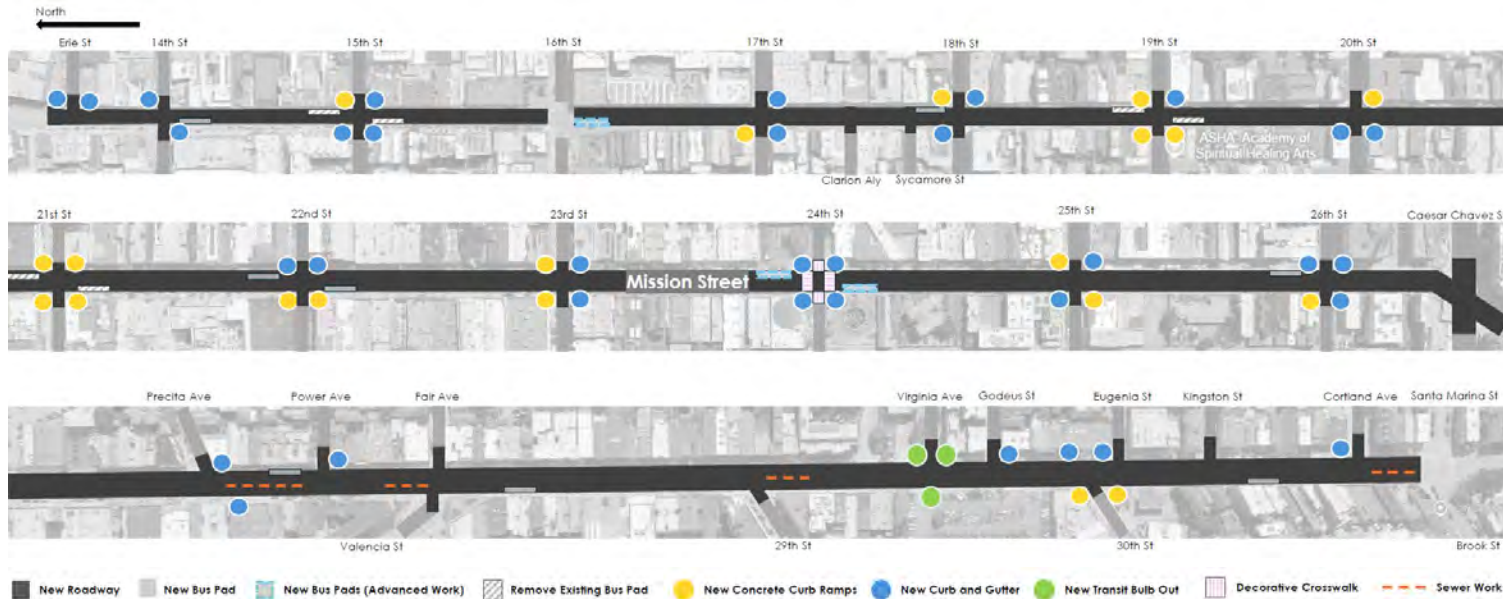 North
Erie St 14th St 15th St 16th St 17th St 18th St 19th St 20th St
ASHA Academy of
Spiritual Healing Arts
Clarion Aly Sycamore St
21st St 22nd St 23rd St 24th St 25th St 26th St Caesar Chavez S
Mission Street
Precita Ave Power Ave Fair Ave Virginia Ave Godeus St Eugenia St Kingston St Cortland Ave Santa Marina St
Valencia St 29th St 30th St Brook St
New Roadway New Bus Pad New Bus Pads (Advanced Work) Remove Existing Bus Pad New Concrete Curb Ramps New Curb and Gutter New Transit Bulb Out Decorative Crosswalk Sewer Work